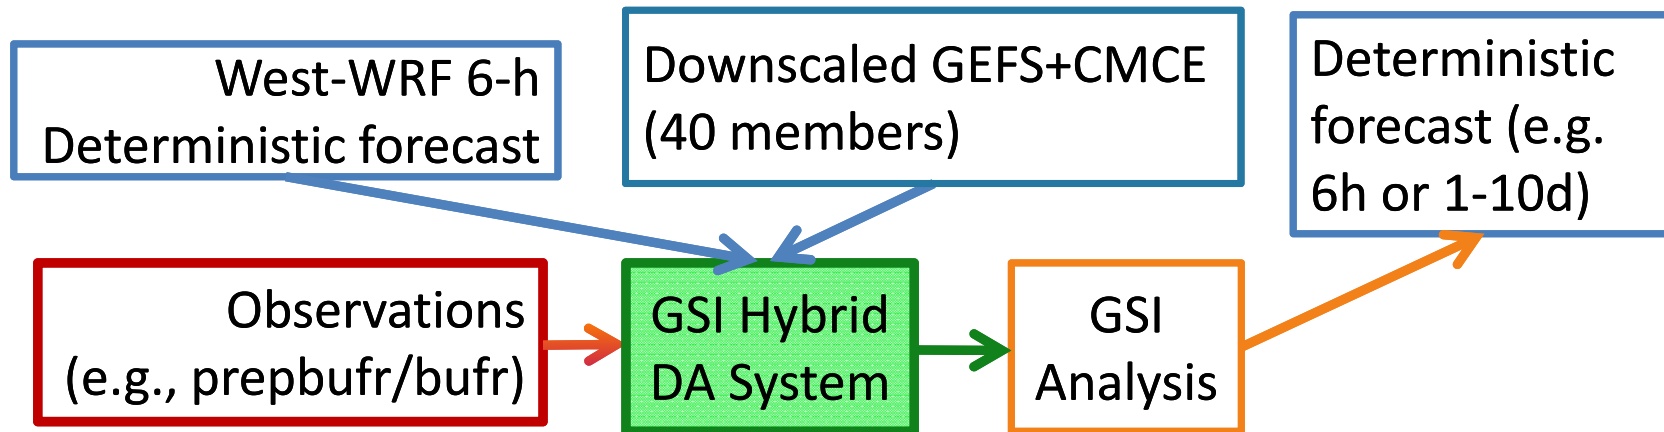 West-WRF 6-h
Deterministic forecast
Downscaled GEFS+CMCE
(40 members)
Deterministic
forecast (e.g.
6h or 1-10d)
Observations
(e.g., prepbufr/bufr)
GSI Hybrid
DA System
GSI
Analysis